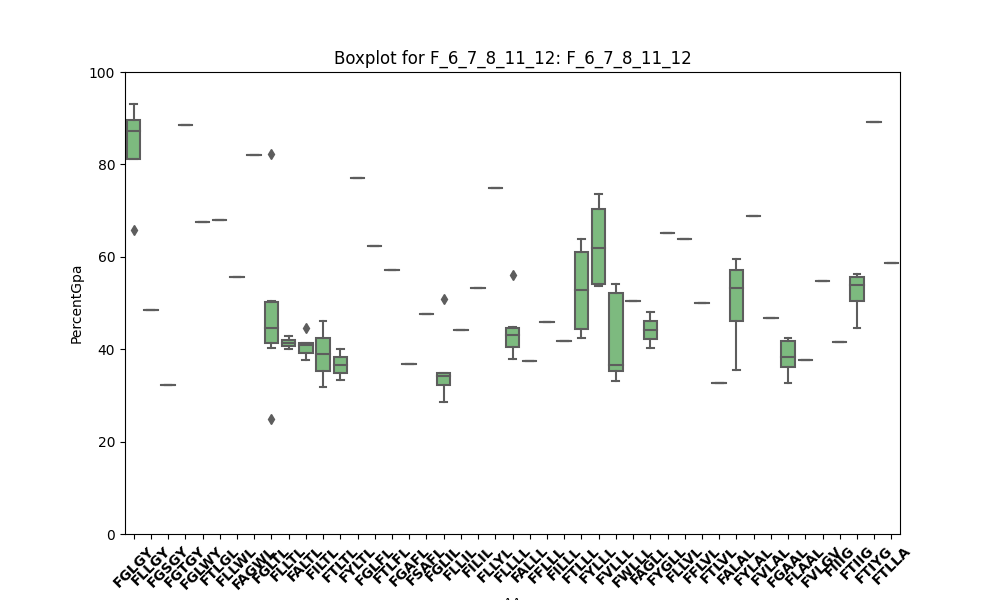 Boxplot for F_6_7_8_11_12: F_6_7_8_11_12
100
80
60
40
20
0
PercentGpa
FGLGY FLLGY FGSGY FGTGY FGLWY FTLGL FLLWL FAGWL FGLTL FLLTL FALTL FILTL FTLTL FYLTL FGLFL FTLFL FGAFL FSAFL FGLIL FLLIL FILIL FLLYL FLLLL FALLL FFLLL FILLL FTLLL FYLLL FVLLL FWLLL FAGLL FYGLL FLLVL FFLVL FTLVL FALAL FYLAL FVLAL FGAAL FLAAL FVLGV FIIIG FTIIG FTIYG FTLLA